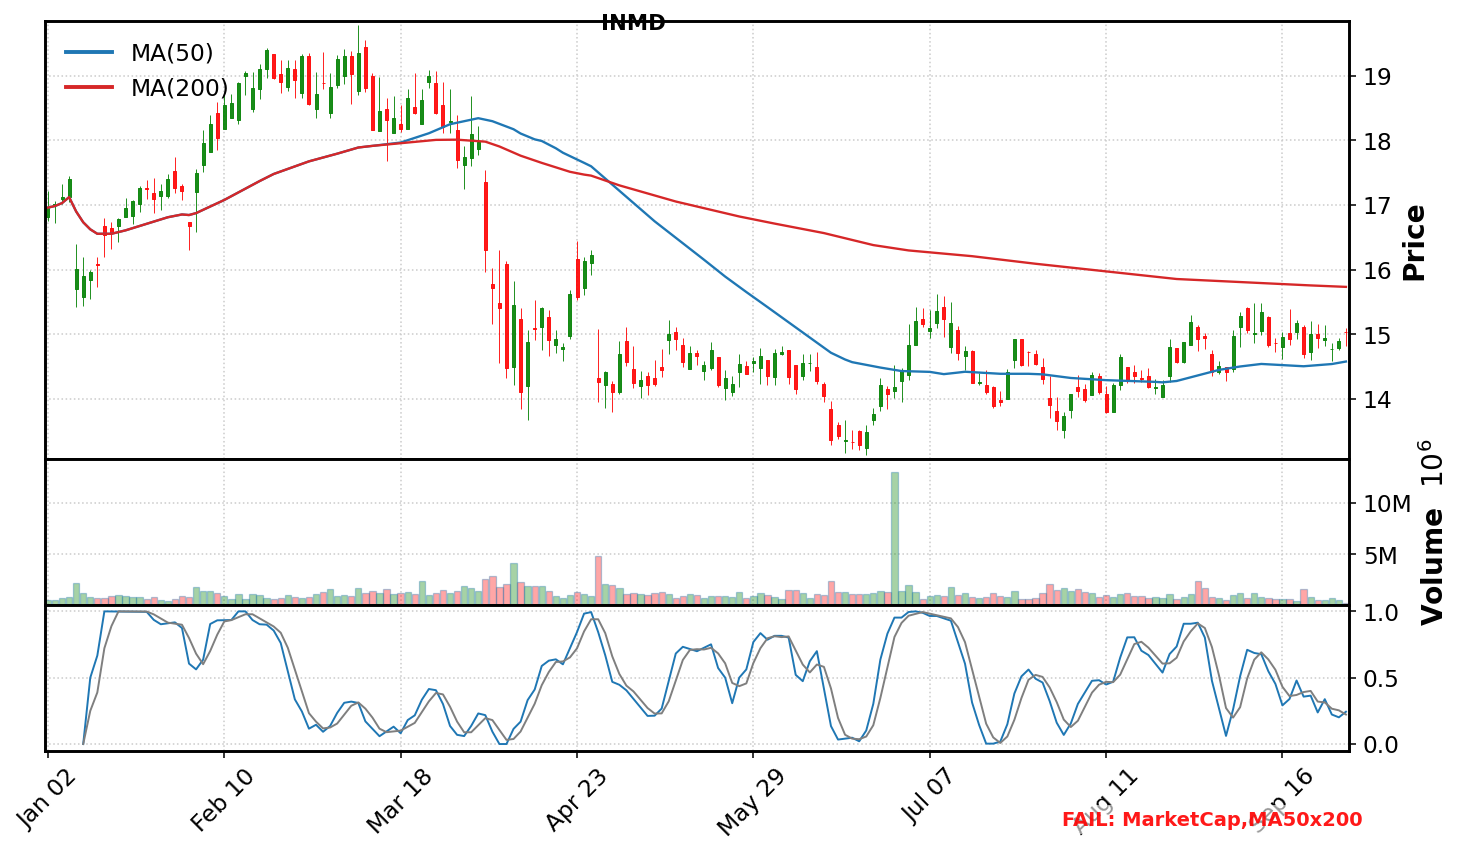 INMD
MA(50)
MA(200)
19
18
17
16
15
14
Price
10M
5M
Volume 10^6
1.0
0.5
0.0
Jan 02
Feb 10
Mar 18
Apr 23
May 29
Jul 07
Aug 11
Sep 16
FAIL: MarketCap,MA50x200